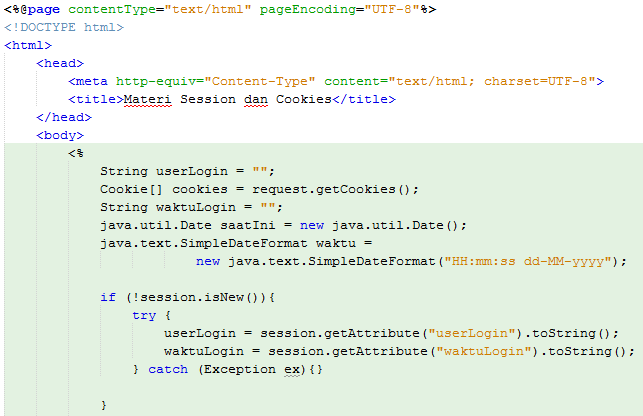 <%@page contentType="text/html" pageEncoding="UTF-8"%>
<!DOCTYPE html>
<html>
    <head>
        <meta http-equiv="Content-Type" content="text/html; charset=UTF-8">
        <title>Materi Session dan Cookies</title>
    </head>
    <body>
        <%
            String userLogin = "";
            Cookie[] cookies = request.getCookies();
            String waktuLogin = "";
            java.util.Date saatIni = new java.util.Date();
            java.text.SimpleDateFormat waktu =
                        new java.text.SimpleDateFormat("HH:mm:ss dd-MM-yyyy");

            if (!session.isNew()){
                try {
                    userLogin = session.getAttribute("userLogin").toString();
                    waktuLogin = session.getAttribute("waktuLogin").toString();
                } catch (Exception ex){}

            }